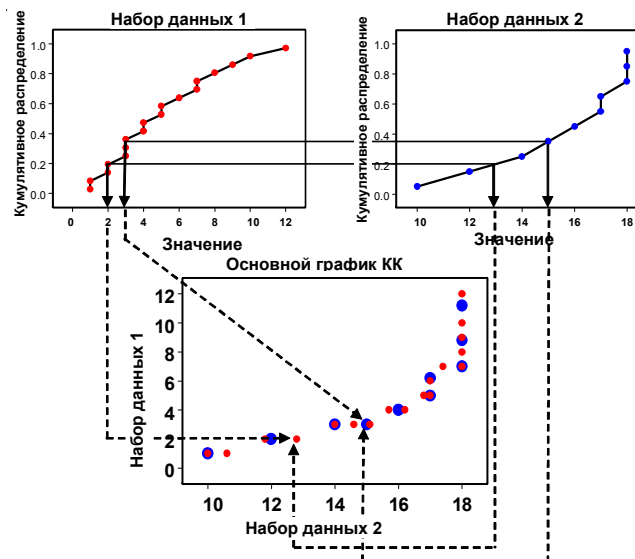 Набор данных 1
Кумулятивное распределение
1.0
0.8
0.6
0.4
0.2
0.0
0 2 4 6 8 10 12
Значение
Набор данных 2
Кумулятивное распределение
1.0
0.8
0.6
0.4
0.2
0.0
10 12 14 16 18
Значение
Основной график КК
Набор данных 1
12
10
8
6
4
2
0
10 12 14 16 18
Набор данных 2